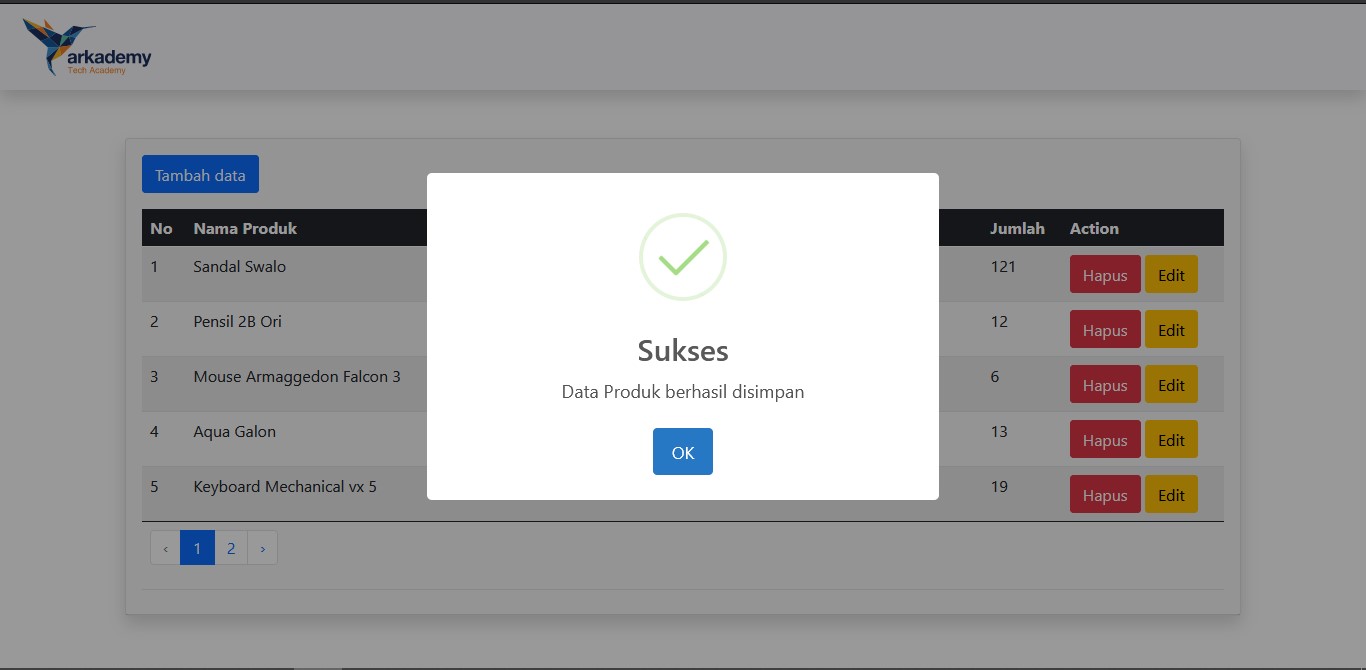 arkademy
Tech Academy
Tambah data
No Nama Produk Jumlah Action
1 Sandal Swalo 121 Hapus Edit
2 Pensil 2B Ori 12 Hapus Edit
3 Mouse Armaggedon Falcon 3 6 Hapus Edit
4 Aqua Galon 13 Hapus Edit
5 Keyboard Mechanical vx 5 19 Hapus Edit
‹ 1 2 ›
Sukses
Data Produk berhasil disimpan
OK